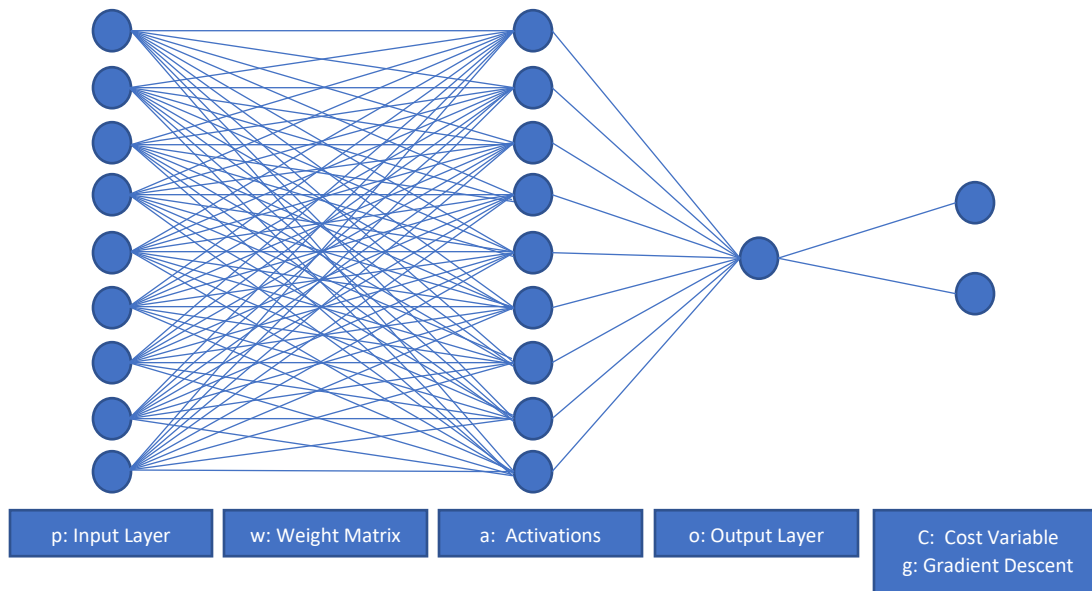 p: Input Layer
w: Weight Matrix
a: Activations
o: Output Layer
C: Cost Variable
g: Gradient Descent